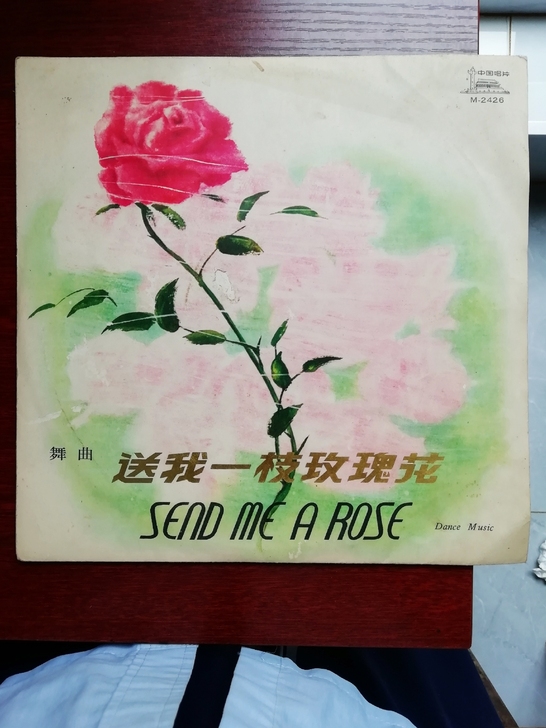 中国唱片
M-2426
舞曲
送我一枝玫瑰花
SEND ME A ROSE
Dance Music